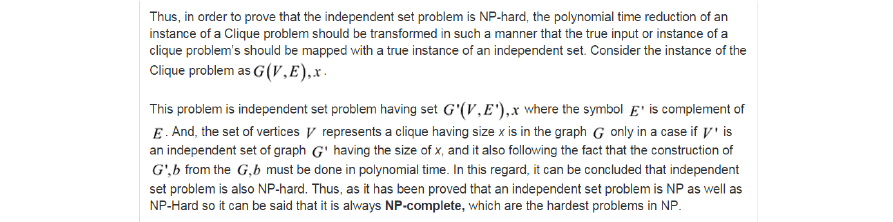 Thus, in order to prove that the independent set problem is NP-hard, the polynomial time reduction of an
instance of a Clique problem should be transformed in such a manner that the true input or instance of a
clique problem's should be mapped with a true instance of an independent set. Consider the instance of the
Clique problem as G(V,E),x.
This problem is independent set problem having set G'(V,E'),x where the symbol E' is complement of
E. And, the set of vertices V represents a clique having size x is in the graph G only in a case if V' is
an independent set of graph G' having the size of x, and it also following the fact that the construction of
G',b from the G,b must be done in polynomial time. In this regard, it can be concluded that independent
set problem is also NP-hard. Thus, as it has been proved that an independent set problem is NP as well as
NP-Hard so it can be said that it is always NP-complete, which are the hardest problems in NP.